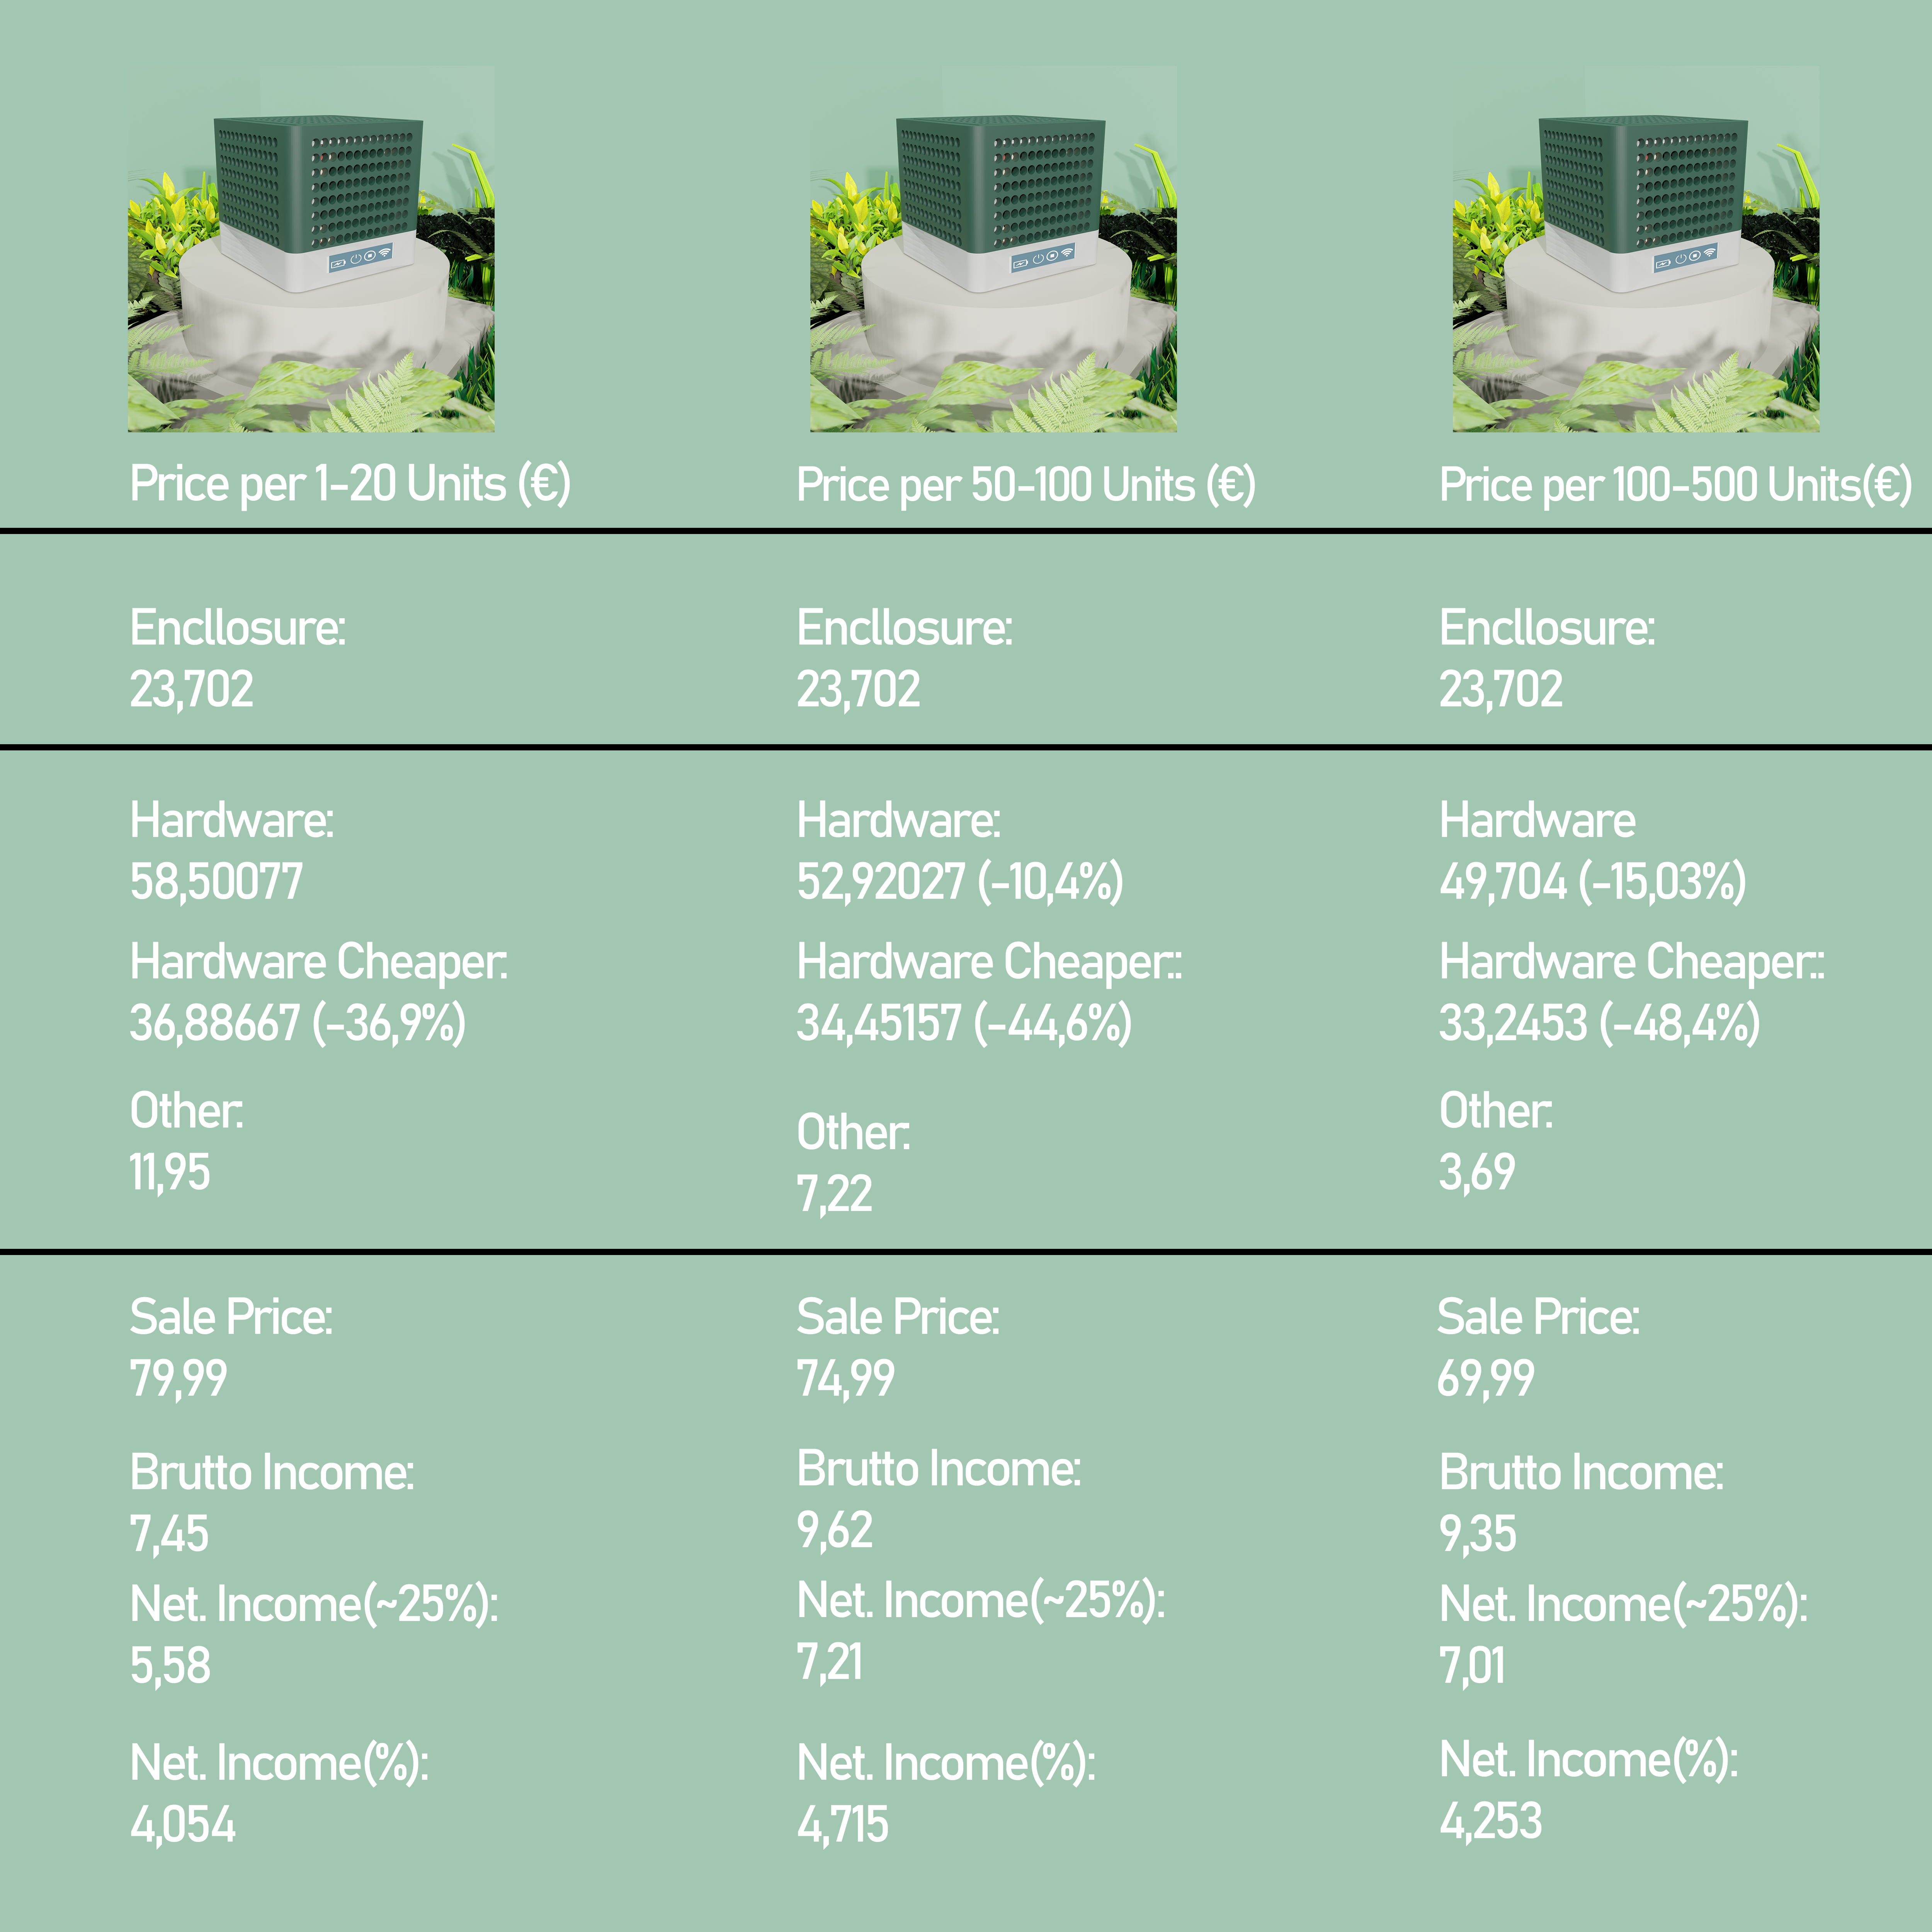 Price per 1-20 Units (€)
Price per 50-100 Units (€)
Price per 100-500 Units(€)
Encllosure:
23,702
Encllosure:
23,702
Encllosure:
23,702
Hardware:
58,50077
Hardware:
52,92027 (-10,4%)
Hardware
49,704 (-15,03%)
Hardware Cheaper:
36,88667 (-36,9%)
Hardware Cheaper::
34,45157 (-44,6%)
Hardware Cheaper::
33,2453 (-48,4%)
Other:
11,95
Other:
7,22
Other:
3,69
Sale Price:
79,99
Sale Price:
74,99
Sale Price:
69,99
Brutto Income:
7,45
Brutto Income:
9,62
Brutto Income:
9,35
Net. Income(~25%):
5,58
Net. Income(~25%):
7,21
Net. Income(~25%):
7,01
Net. Income(%):
4,054
Net. Income(%):
4,715
Net. Income(%):
4,253